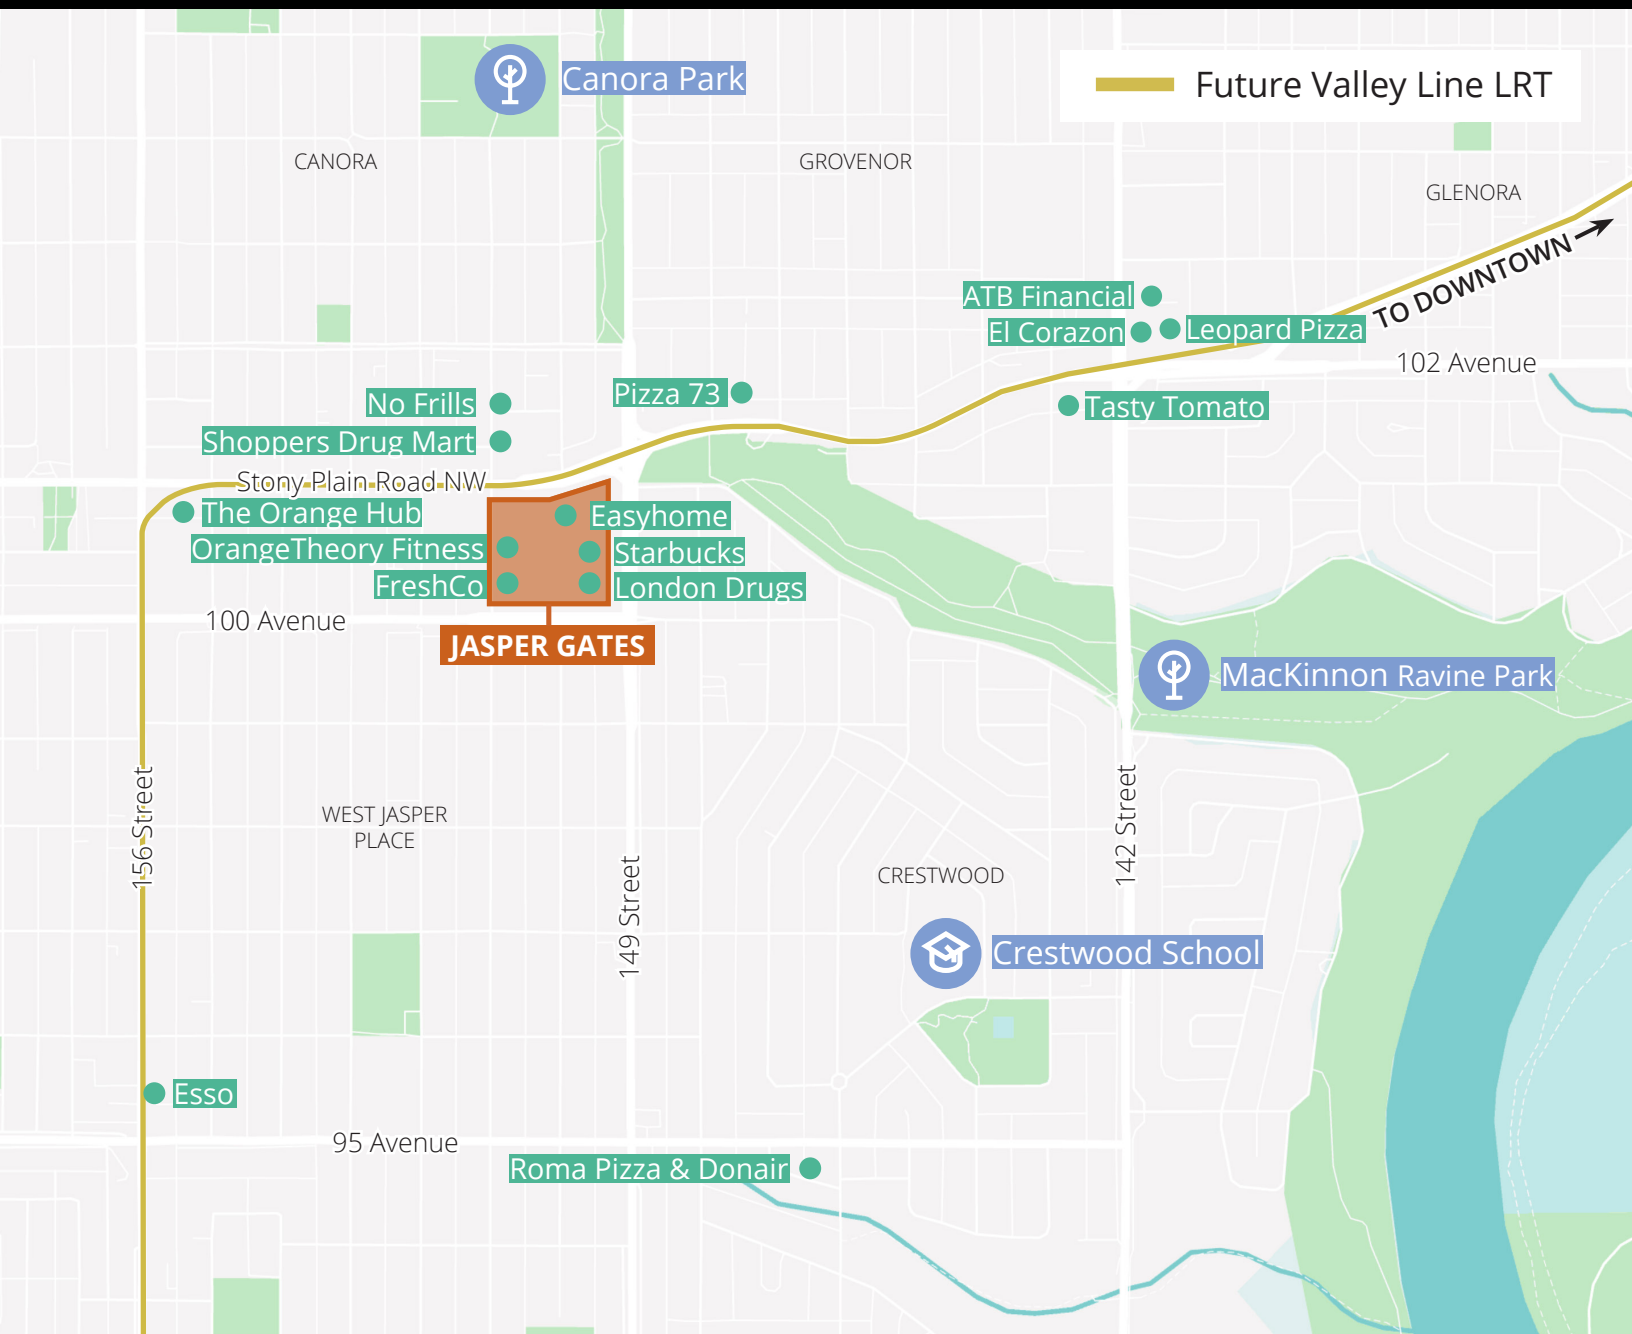 Canora Park
Future Valley Line LRT
CANORA
GROVENOR
GLENORA
TO DOWNTOWN
ATB Financial
El Corazon
Leopard Pizza
102 Avenue
No Frills
Pizza 73
Tasty Tomato
Shoppers Drug Mart
Stony Plain Road NW
The Orange Hub
Easyhome
OrangeTheory Fitness
Starbucks
FreshCo
London Drugs
100 Avenue
JASPER GATES
MacKinnon Ravine Park
156 Street
WEST JASPER
PLACE
142 Street
149 Street
CRESTWOOD
Crestwood School
Esso
95 Avenue
Roma Pizza & Donair